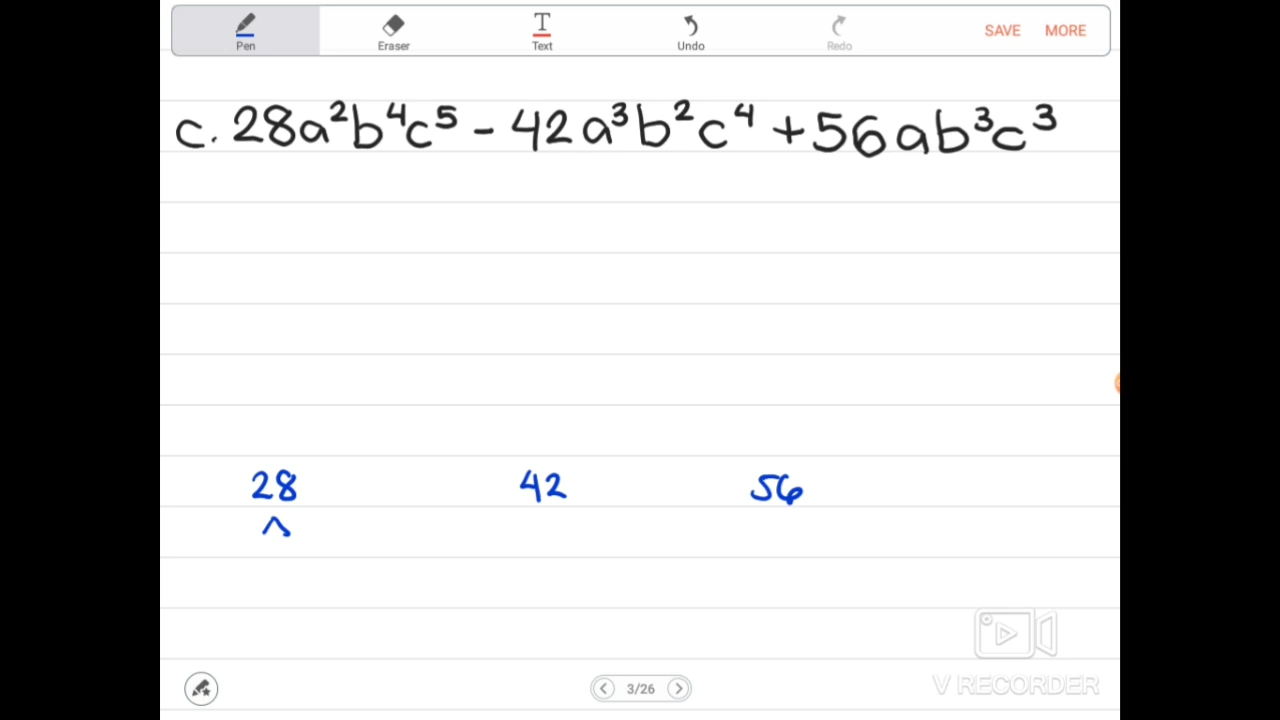 Pen Eraser Text Undo Redo SAVE MORE
c. 28a²b⁴c⁵ - 42a³b²c⁴ + 56ab³c³
28 42 56
3/26
V RECORDER